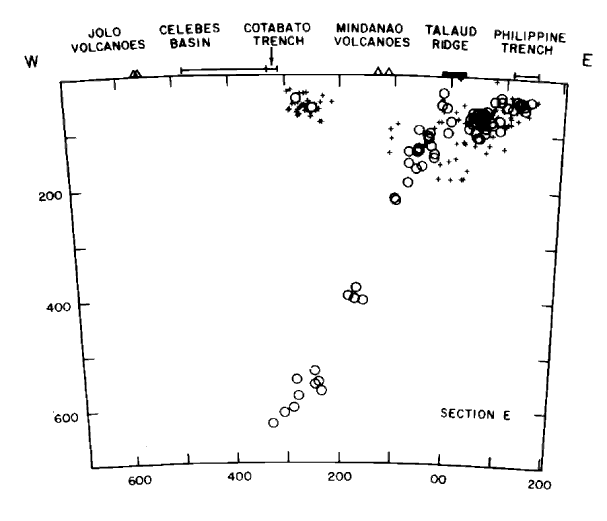 JOLO VOLCANOES
CELEBES BASIN
COTABATO TRENCH
MINDANAO VOLCANOES
TALAUD RIDGE
PHILIPPINE TRENCH
W
E
200
400
600
SECTION E
600
400
200
00
200